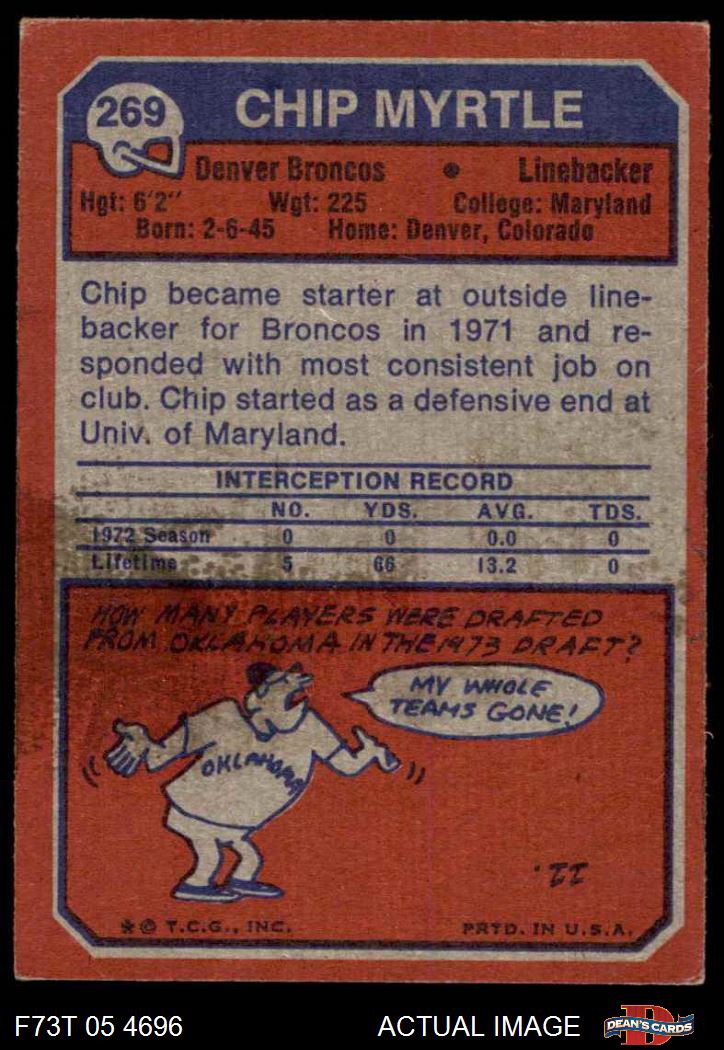 269
CHIP MYRTLE
Denver Broncos • Linebacker
Hgt: 6'2" Wgt: 225 College: Maryland
Born: 2-6-45 Home: Denver, Colorado
Chip became starter at outside line-
backer for Broncos in 1971 and re-
sponded with most consistent job on
club. Chip started as a defensive end at
Univ. of Maryland.
INTERCEPTION RECORD
NO. YDS. AVG. TDS.
1972 Season 0 0 0.0 0
Lifetime 5 66 13.2 0
HOW MANY PLAYERS WERE DRAFTED
FROM OKLAHOMA IN THE 1973 DRAFT?
MY WHOLE
TEAMS GONE!
OKLAHOMA
11.
* © T.C.G., INC. PRTD. IN U.S.A.
F73T 05 4696 ACTUAL IMAGE
D
DEAN'S CARDS